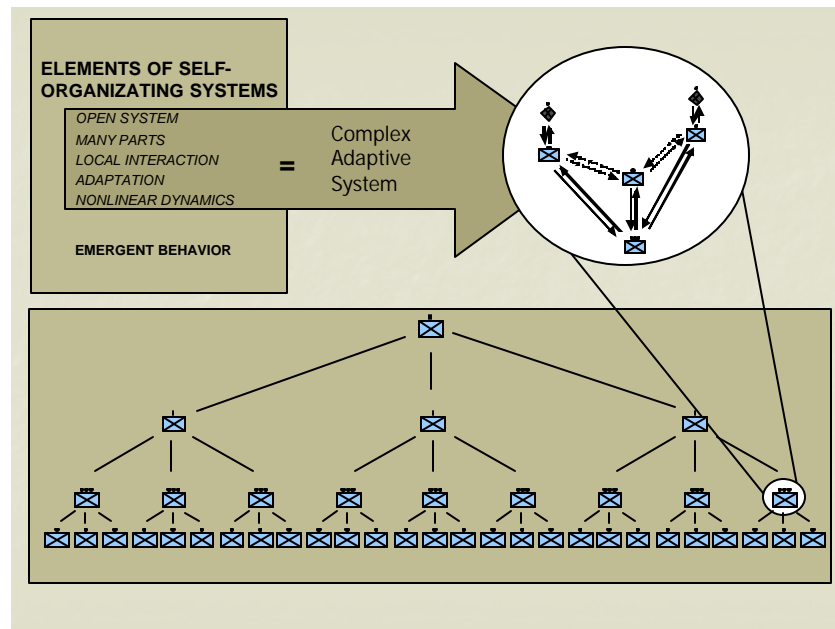 ELEMENTS OF SELF-
ORGANIZATING SYSTEMS
OPEN SYSTEM
MANY PARTS
LOCAL INTERACTION
ADAPTATION
NONLINEAR DYNAMICS
=
Complex
Adaptive
System
EMERGENT BEHAVIOR